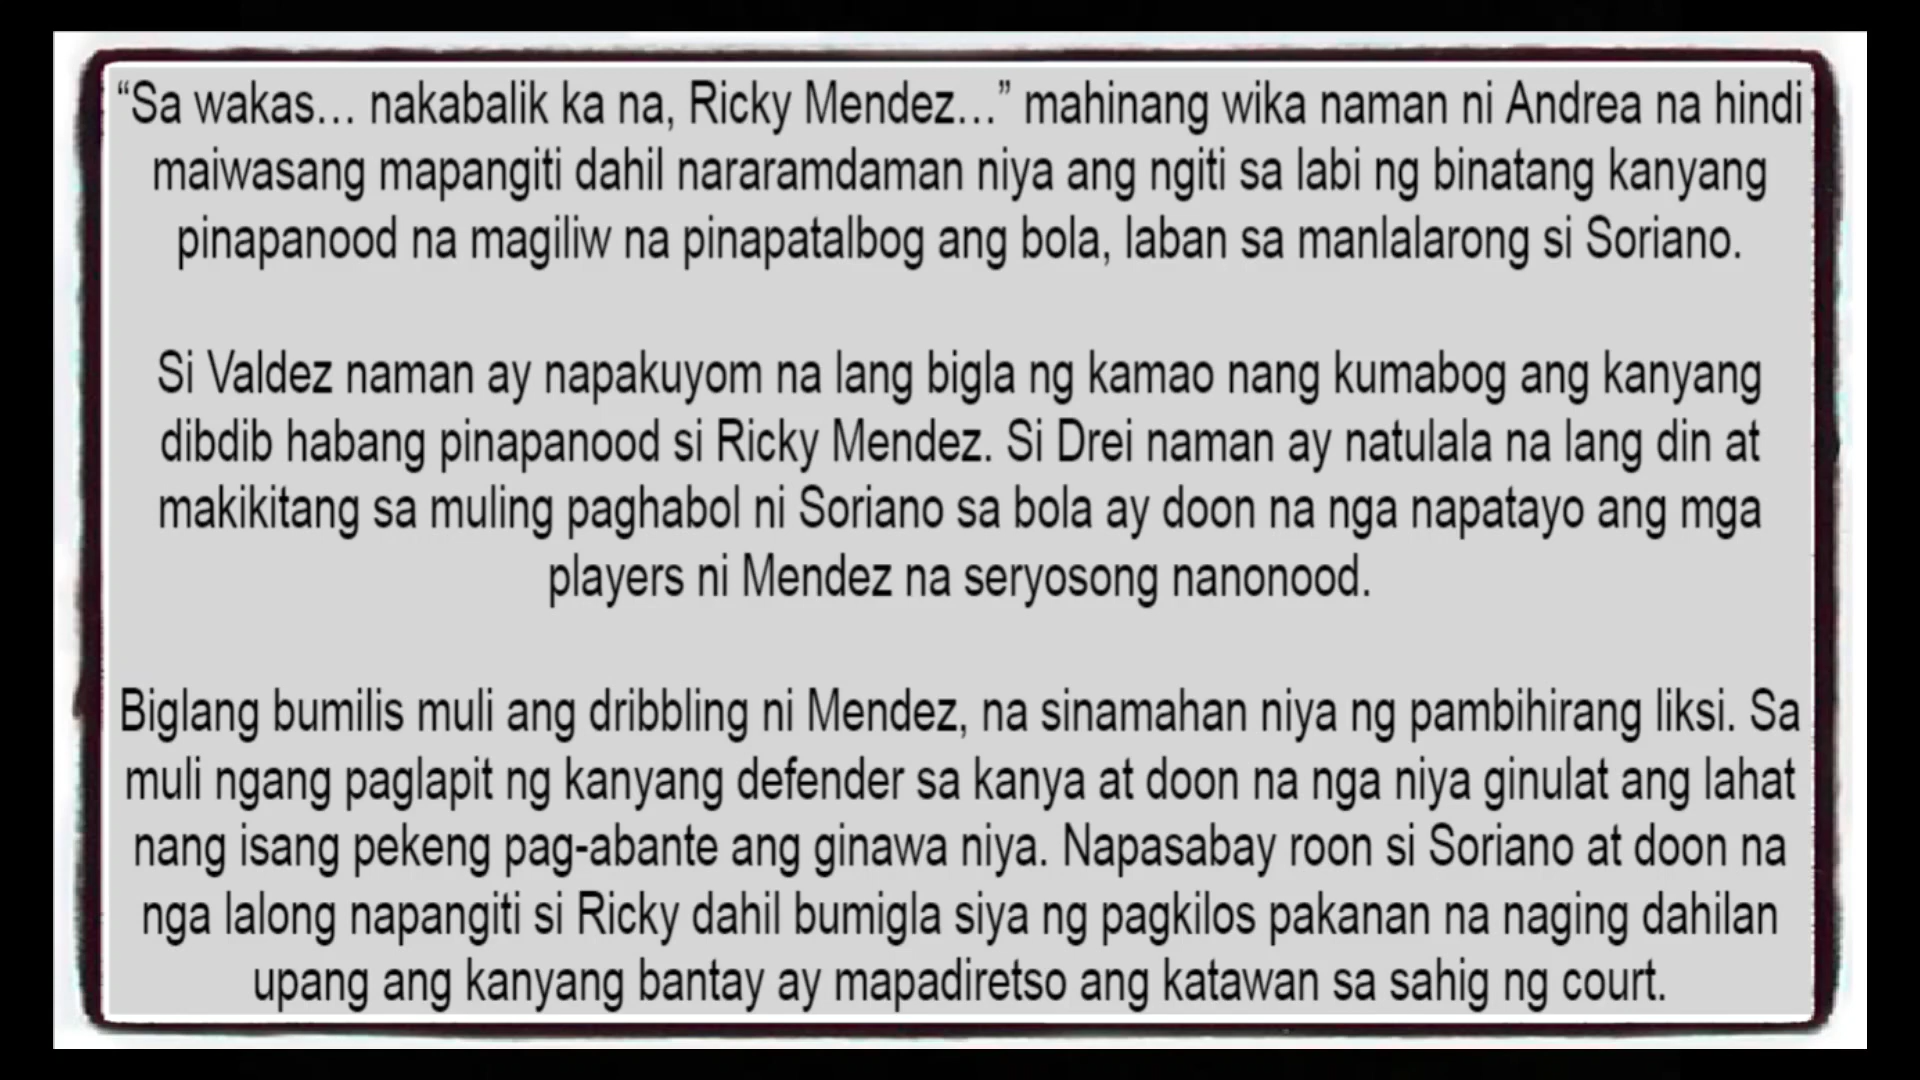 “Sa wakas... nakabalik ka na, Ricky Mendez...” mahinang wika naman ni Andrea na hindi
maiwasang mapangiti dahil nararamdaman niya ang ngiti sa labi ng binatang kanyang
pinapanood na magiliw na pinapatalbog ang bola, laban sa manlalarong si Soriano.
Si Valdez naman ay napakuyom na lang bigla ng kamao nang kumabog ang kanyang
dibdib habang pinapanood si Ricky Mendez. Si Drei naman ay natulala na lang din at
makikitang sa muling paghabol ni Soriano sa bola ay doon na nga napatayo ang mga
players ni Mendez na seryosong nanonood.
Biglang bumilis muli ang dribbling ni Mendez, na sinamahan niya ng pambihirang liksi. Sa
muli ngang paglapit ng kanyang defender sa kanya at doon na nga niya ginulat ang lahat
nang isang pekeng pag-abante ang ginawa niya. Napasabay roon si Soriano at doon na
nga lalong napangiti si Ricky dahil bumigla siya ng pagkilos pakanan na naging dahilan
upang ang kanyang bantay ay mapadiretso ang katawan sa sahig ng court.